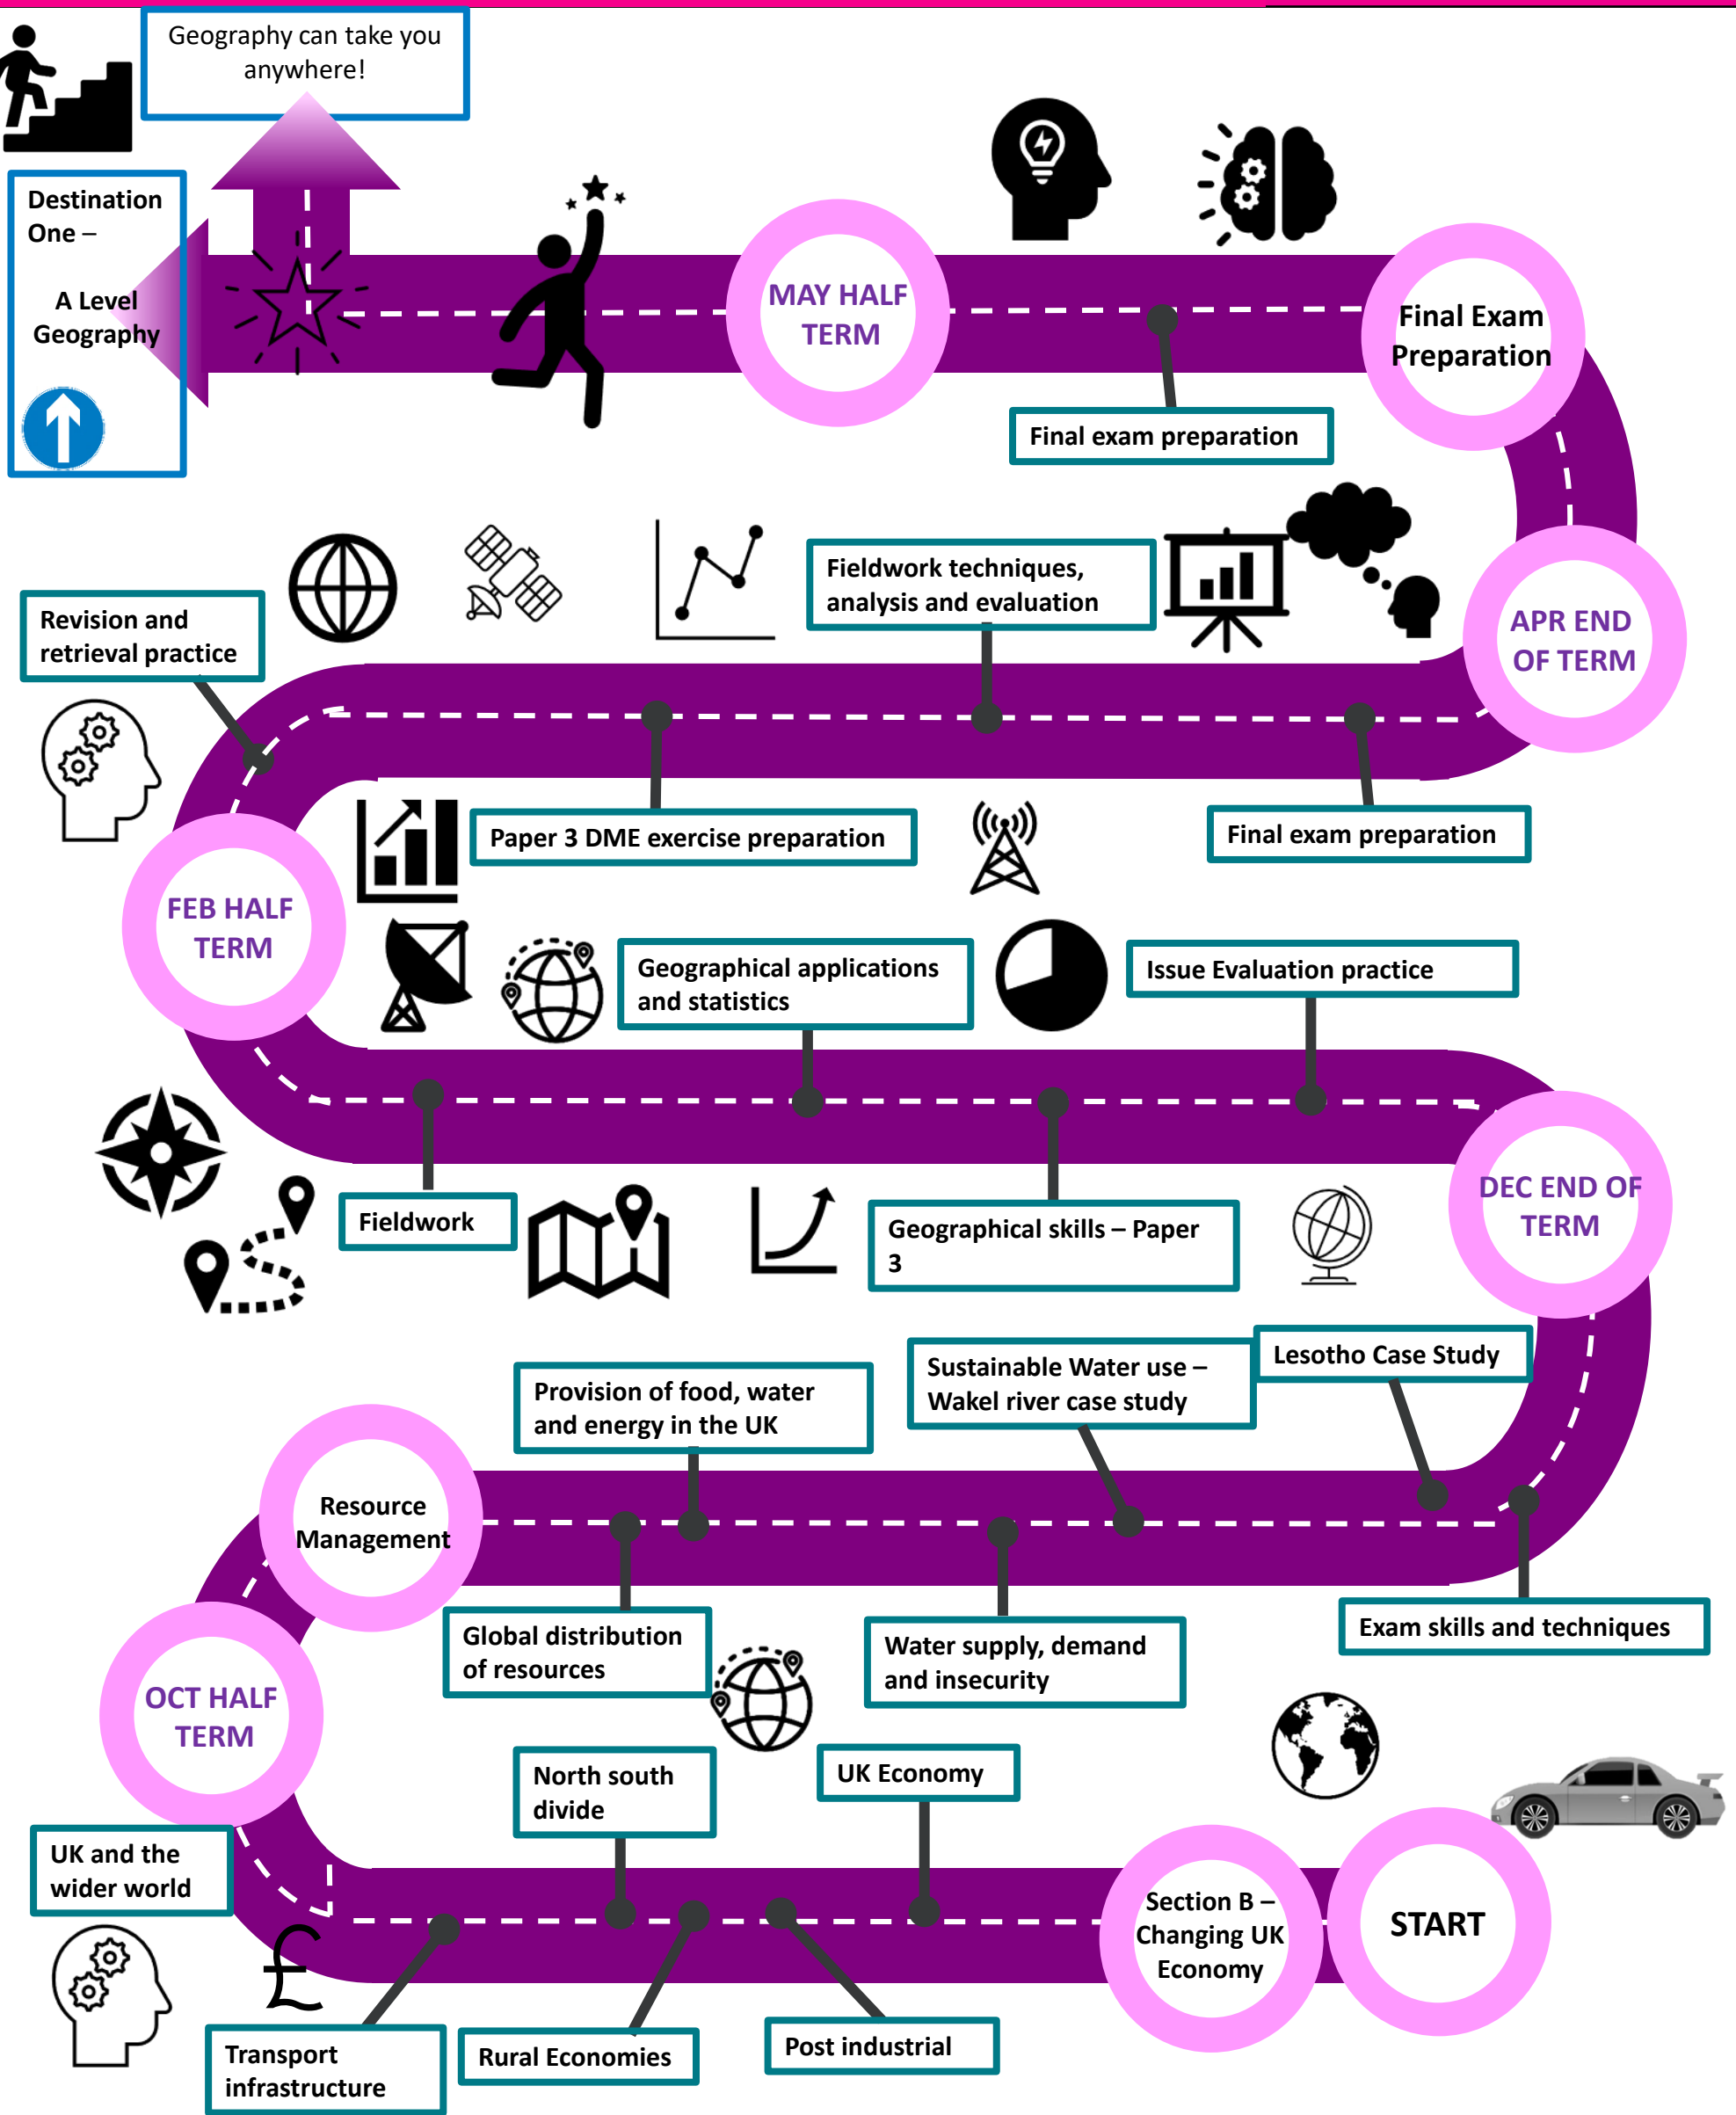 Geography can take you
anywhere!
Destination
One –
A Level
Geography
MAY HALF
TERM
Final Exam
Preparation
Final exam preparation
Fieldwork techniques,
analysis and evaluation
Revision and
retrieval practice
APR END
OF TERM
Paper 3 DME exercise preparation
Final exam preparation
FEB HALF
TERM
Geographical applications
and statistics
Issue Evaluation practice
DEC END OF
TERM
Fieldwork
Geographical skills – Paper
3
Provision of food, water
and energy in the UK
Sustainable Water use –
Wakel river case study
Lesotho Case Study
Resource
Management
Global distribution
of resources
Water supply, demand
and insecurity
Exam skills and techniques
OCT HALF
TERM
North south
divide
UK Economy
UK and the
wider world
Section B –
Changing UK
Economy
START
£
Transport
infrastructure
Rural Economies
Post industrial